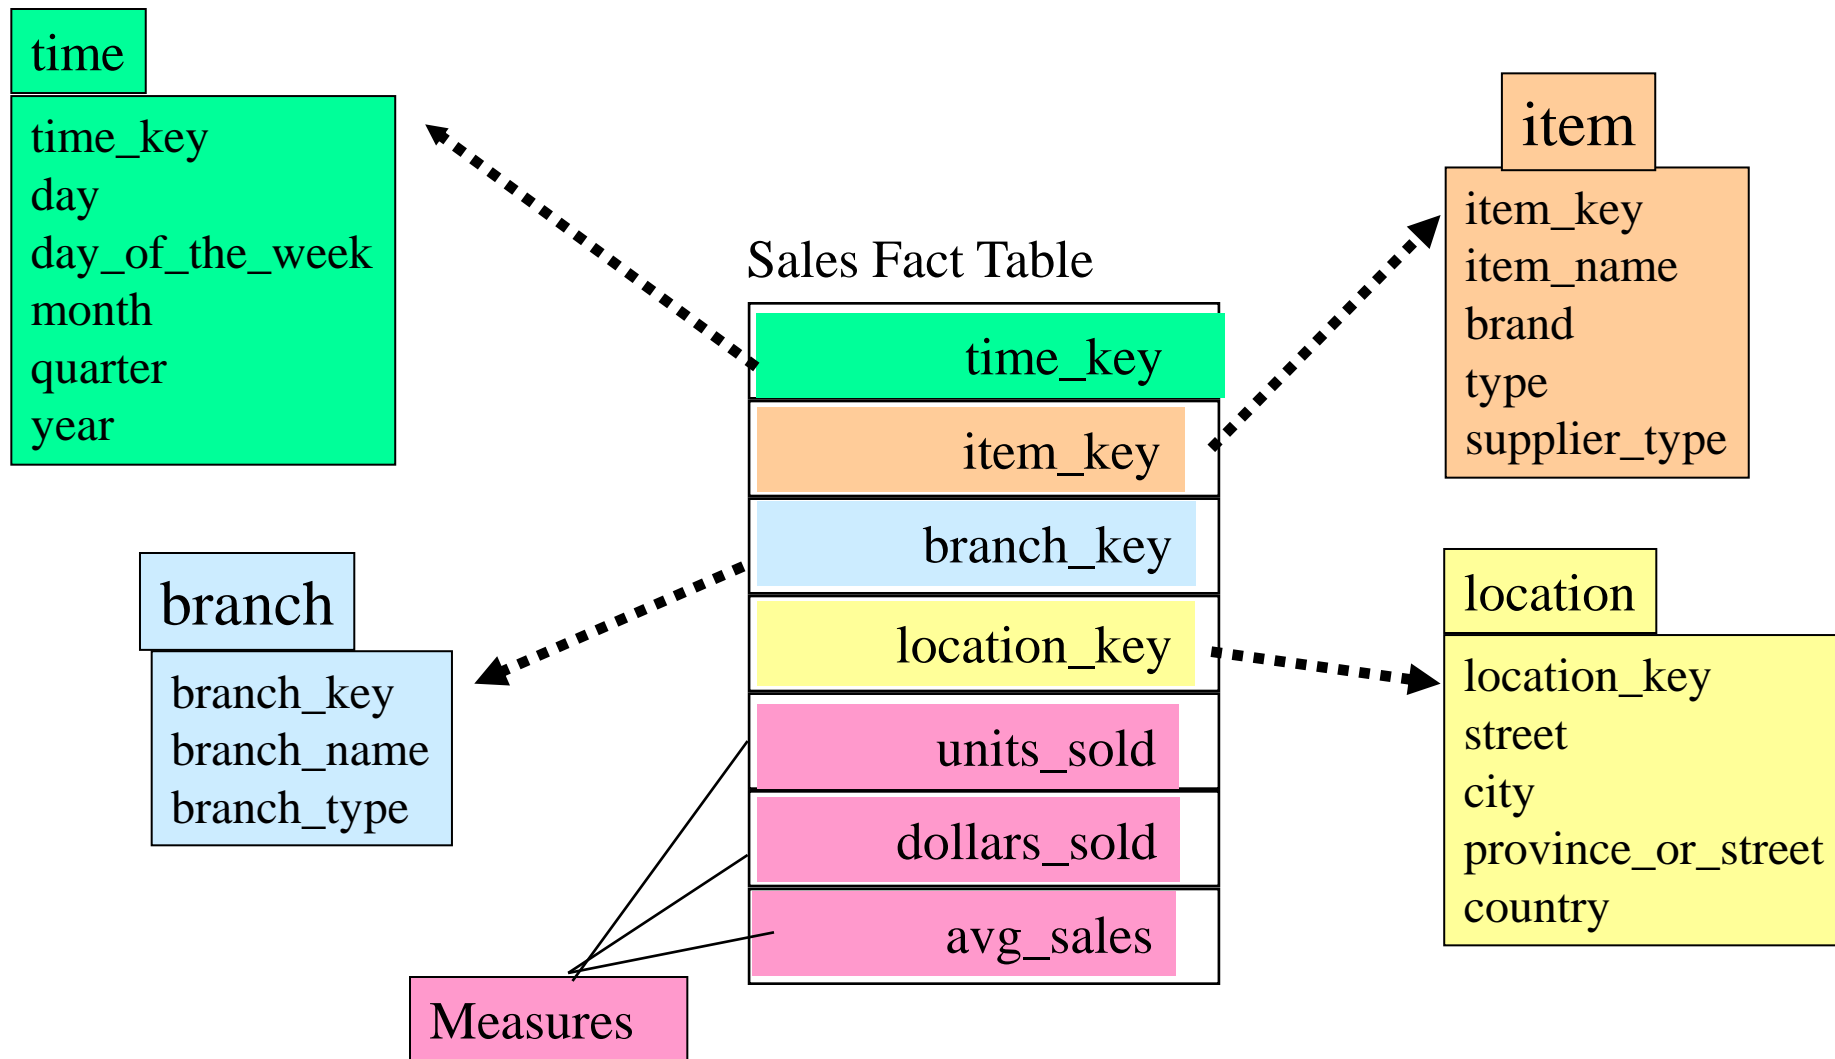 time
time_key
day
day_of_the_week
month
quarter
year
item
item_key
item_name
brand
type
supplier_type
Sales Fact Table
time_key
item_key
branch_key
location_key
units_sold
dollars_sold
avg_sales
branch
branch_key
branch_name
branch_type
location
location_key
street
city
province_or_street
country
Measures